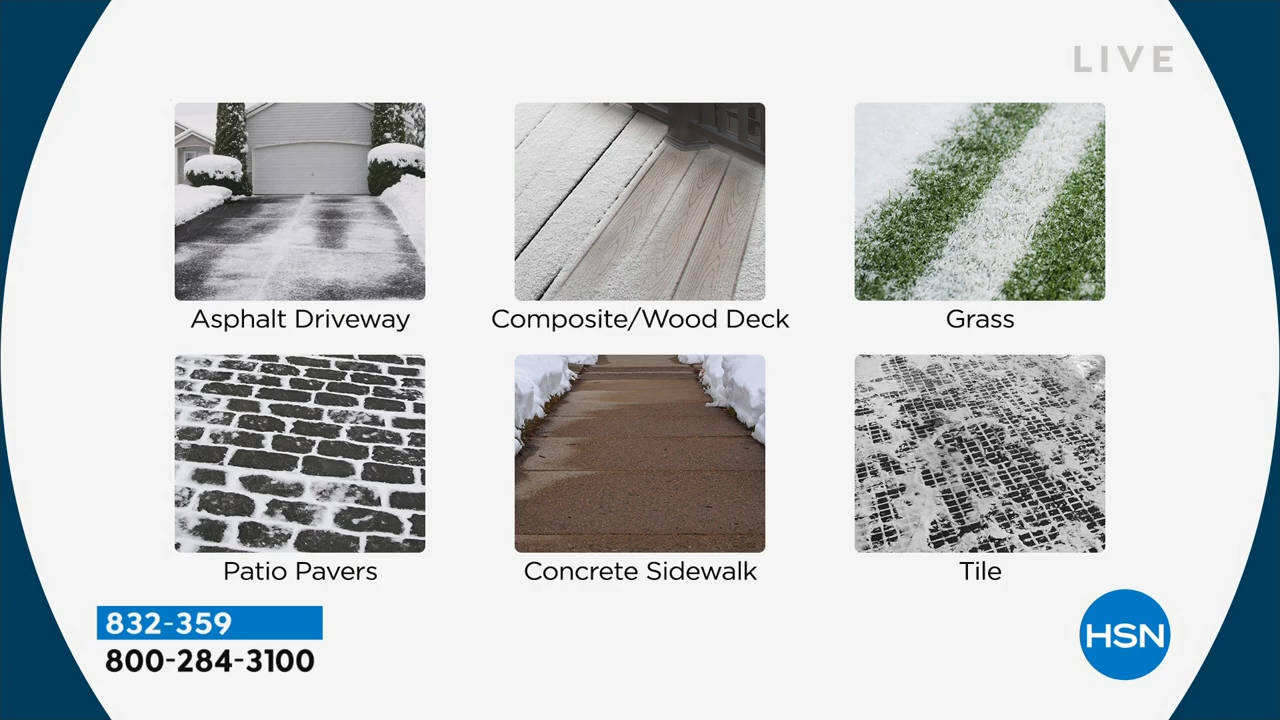 LIVE
Asphalt Driveway
Composite/Wood Deck
Grass
Patio Pavers
Concrete Sidewalk
Tile
832-359
800-284-3100
HSN